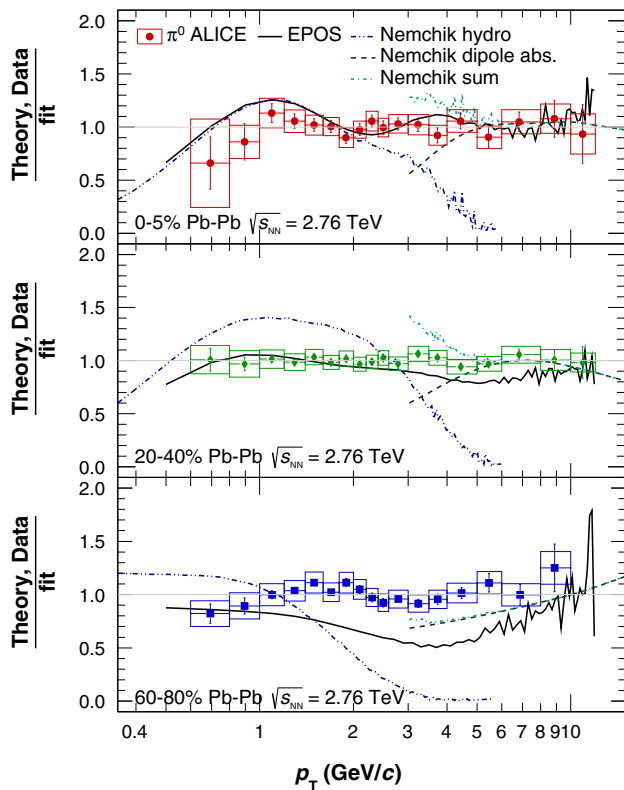 π⁰ ALICE EPOS Nemchik hydro
Nemchik dipole abs.
Nemchik sum
Theory, Data
fit
2.0
1.5
1.0
0.5
0.0
0-5% Pb-Pb √s_NN = 2.76 TeV
Theory, Data
fit
2.0
1.5
1.0
0.5
0.0
20-40% Pb-Pb √s_NN = 2.76 TeV
Theory, Data
fit
2.0
1.5
1.0
0.5
0.0
60-80% Pb-Pb √s_NN = 2.76 TeV
0.4 1 2 3 4 5 6 7 8 9 10
p_T (GeV/c)